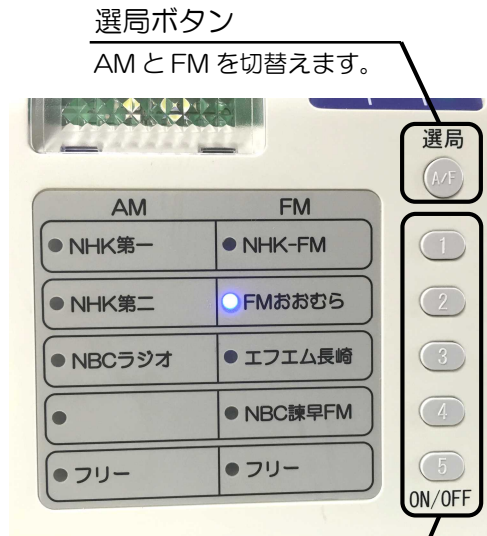 選局ボタン
AMとFMを切替えます。
選局
A/F
AM FM
NHK第一 NHK-FM 1
NHK第二 FMおおむら 2
NBCラジオ エフエム長崎 3
NBC諫早FM 4
フリー フリー 5
ON/OFF